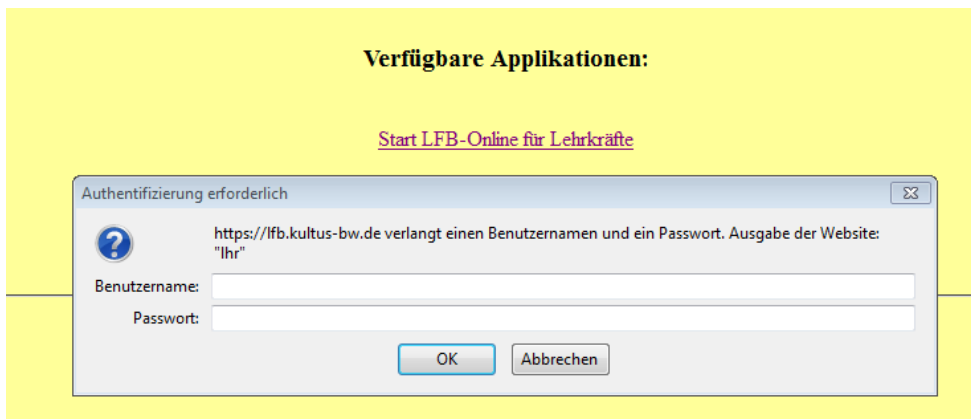 Verfügbare Applikationen:
Start LFB-Online für Lehrkräfte
Authentifizierung erforderlich
https://lfb.kultus-bw.de verlangt einen Benutzernamen und ein Passwort. Ausgabe der Website:
"lhr"
Benutzername:
Passwort:
OK
Abbrechen